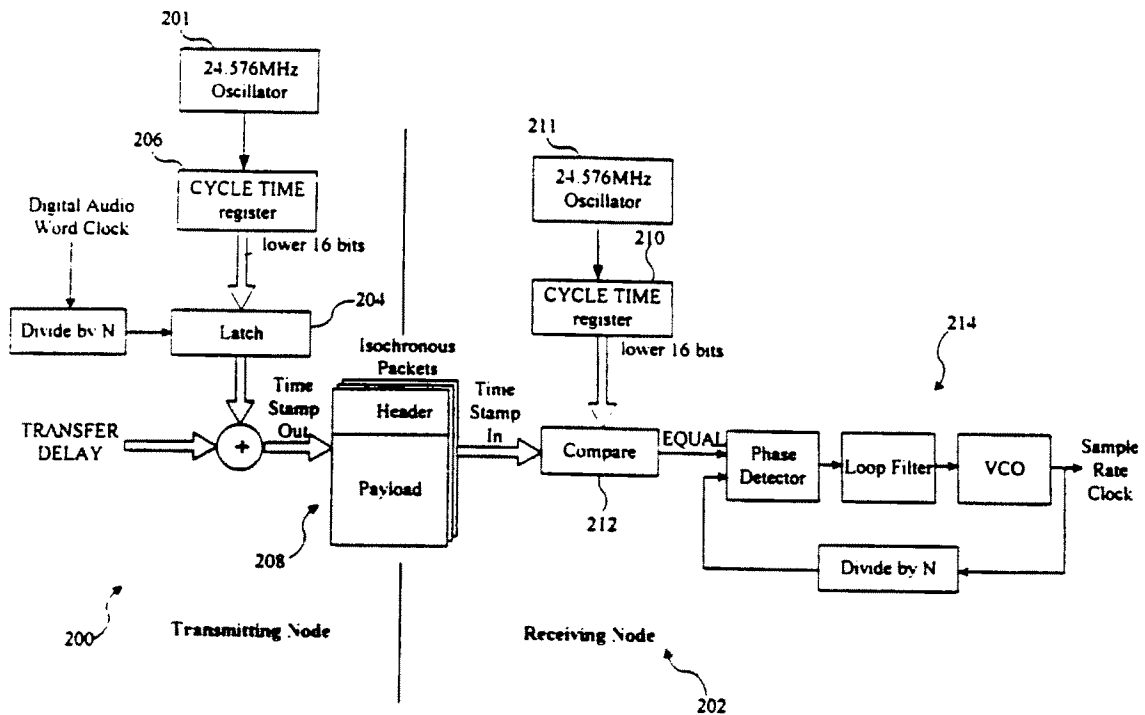 201
24.576MHz
Oscillator
206
CYCLE TIME
register
lower 16 bits
Digital Audio
Word Clock
Divide by N
Latch
204
TRANSFER
DELAY
+
Time
Stamp
Out
Isochronous
Packets
Header
Payload
208
200
Transmitting Node
211
24.576MHz
Oscillator
210
CYCLE TIME
register
lower 16 bits
Time
Stamp
In
Compare
212
EQUAL
214
Phase
Detector
Loop Filter
VCO
Sample
Rate
Clock
Divide by N
Receiving Node
202